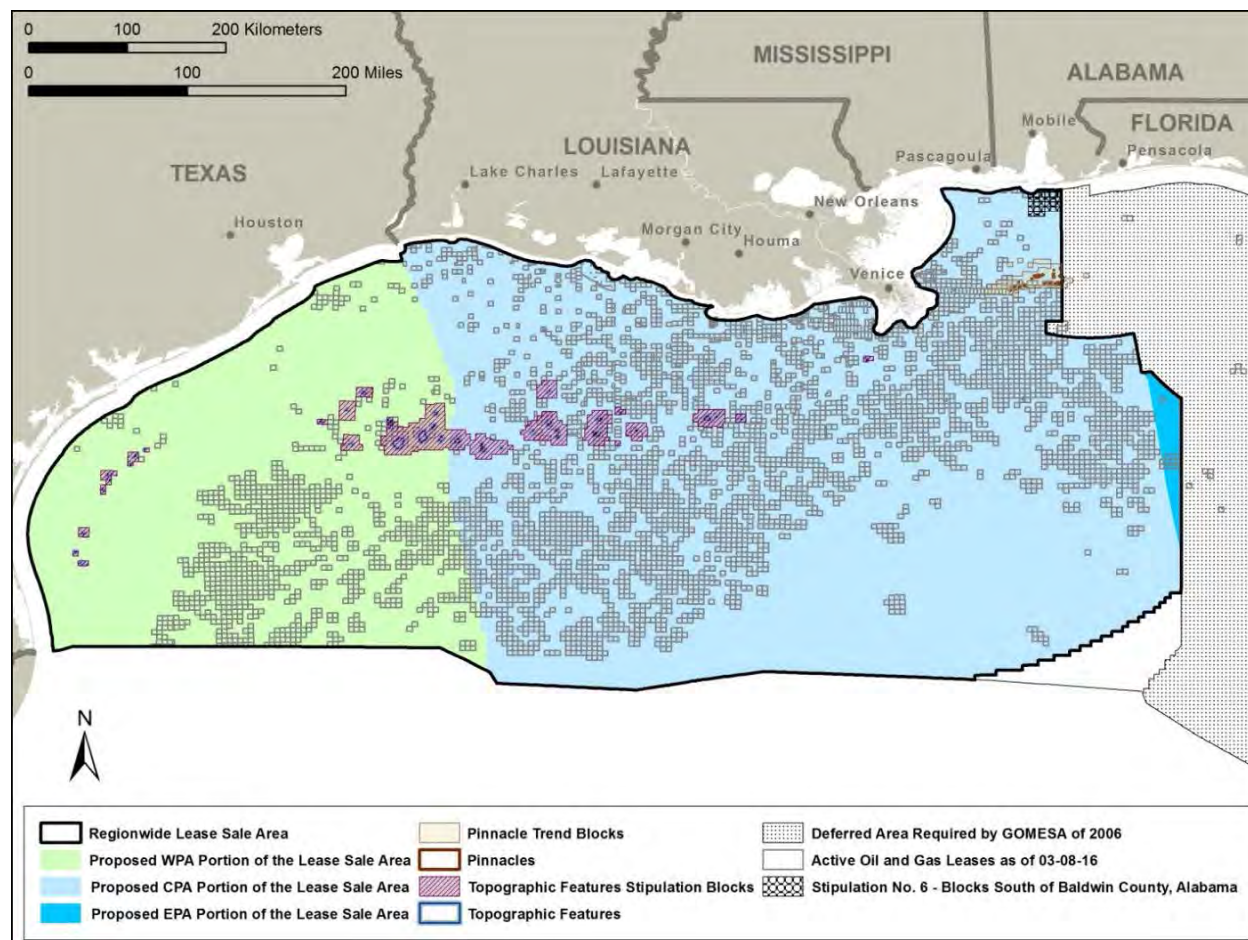 0 100 200 Kilometers
0 100 200 Miles
MISSISSIPPI
ALABAMA
Mobile
FLORIDA
Pensacola
LOUISIANA
Pascagoula
TEXAS
Lake Charles
Lafayette
New Orleans
Houston
Morgan City
Houma
Venice
N
Regionwide Lease Sale Area
Proposed WPA Portion of the Lease Sale Area
Proposed CPA Portion of the Lease Sale Area
Proposed EPA Portion of the Lease Sale Area
Pinnacle Trend Blocks
Pinnacles
Topographic Features Stipulation Blocks
Topographic Features
Deferred Area Required by GOMESA of 2006
Active Oil and Gas Leases as of 03-08-16
Stipulation No. 6 - Blocks South of Baldwin County, Alabama